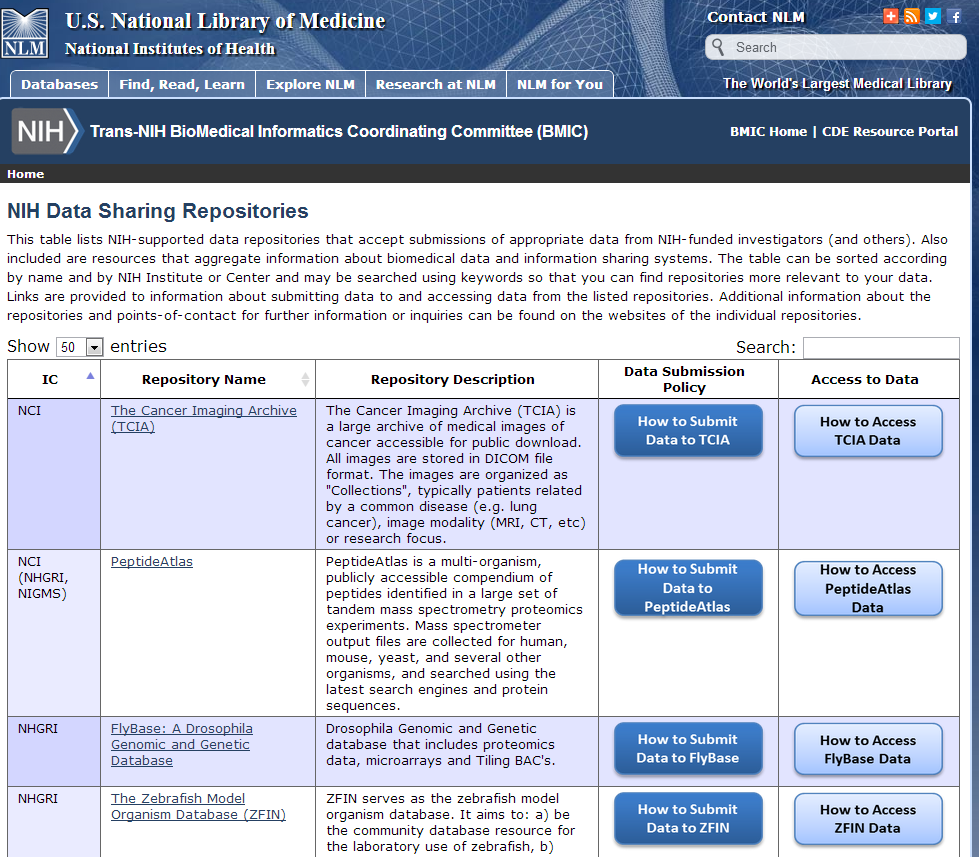 NLM
U.S. National Library of Medicine
National Institutes of Health
Contact NLM
Search
Databases
Find, Read, Learn
Explore NLM
Research at NLM
NLM for You
The World's Largest Medical Library
NIH
Trans-NIH BioMedical Informatics Coordinating Committee (BMIC)
BMIC Home | CDE Resource Portal
Home
NIH Data Sharing Repositories
This table lists NIH-supported data repositories that accept submissions of appropriate data from NIH-funded investigators (and others). Also
included are resources that aggregate information about biomedical data and information sharing systems. The table can be sorted according
by name and by NIH Institute or Center and may be searched using keywords so that you can find repositories more relevant to your data.
Links are provided to information about submitting data to and accessing data from the listed repositories. Additional information about the
repositories and points-of-contact for further information or inquiries can be found on the websites of the individual repositories.
Show 50 entries
Search:
IC
Repository Name
Repository Description
Data Submission
Policy
Access to Data
NCI
The Cancer Imaging Archive
(TCIA)
The Cancer Imaging Archive (TCIA) is
a large archive of medical images of
cancer accessible for public download.
All images are stored in DICOM file
format. The images are organized as
"Collections", typically patients related
by a common disease (e.g. lung
cancer), image modality (MRI, CT, etc)
or research focus.
How to Submit
Data to TCIA
How to Access
TCIA Data
NCI
(NHGRI,
NIGMS)
PeptideAtlas
PeptideAtlas is a multi-organism,
publicly accessible compendium of
peptides identified in a large set of
tandem mass spectrometry proteomics
experiments. Mass spectrometer
output files are collected for human,
mouse, yeast, and several other
organisms, and searched using the
latest search engines and protein
sequences.
How to Submit
Data to
PeptideAtlas
How to Access
PeptideAtlas
Data
NHGRI
FlyBase: A Drosophila
Genomic and Genetic
Database
Drosophila Genomic and Genetic
database that includes proteomics
data, microarrays and Tiling BAC's.
How to Submit
Data to FlyBase
How to Access
FlyBase Data
NHGRI
The Zebrafish Model
Organism Database (ZFIN)
ZFIN serves as the zebrafish model
organism database. It aims to: a) be
the community database resource for
the laboratory use of zebrafish, b)
How to Submit
Data to ZFIN
How to Access
ZFIN Data